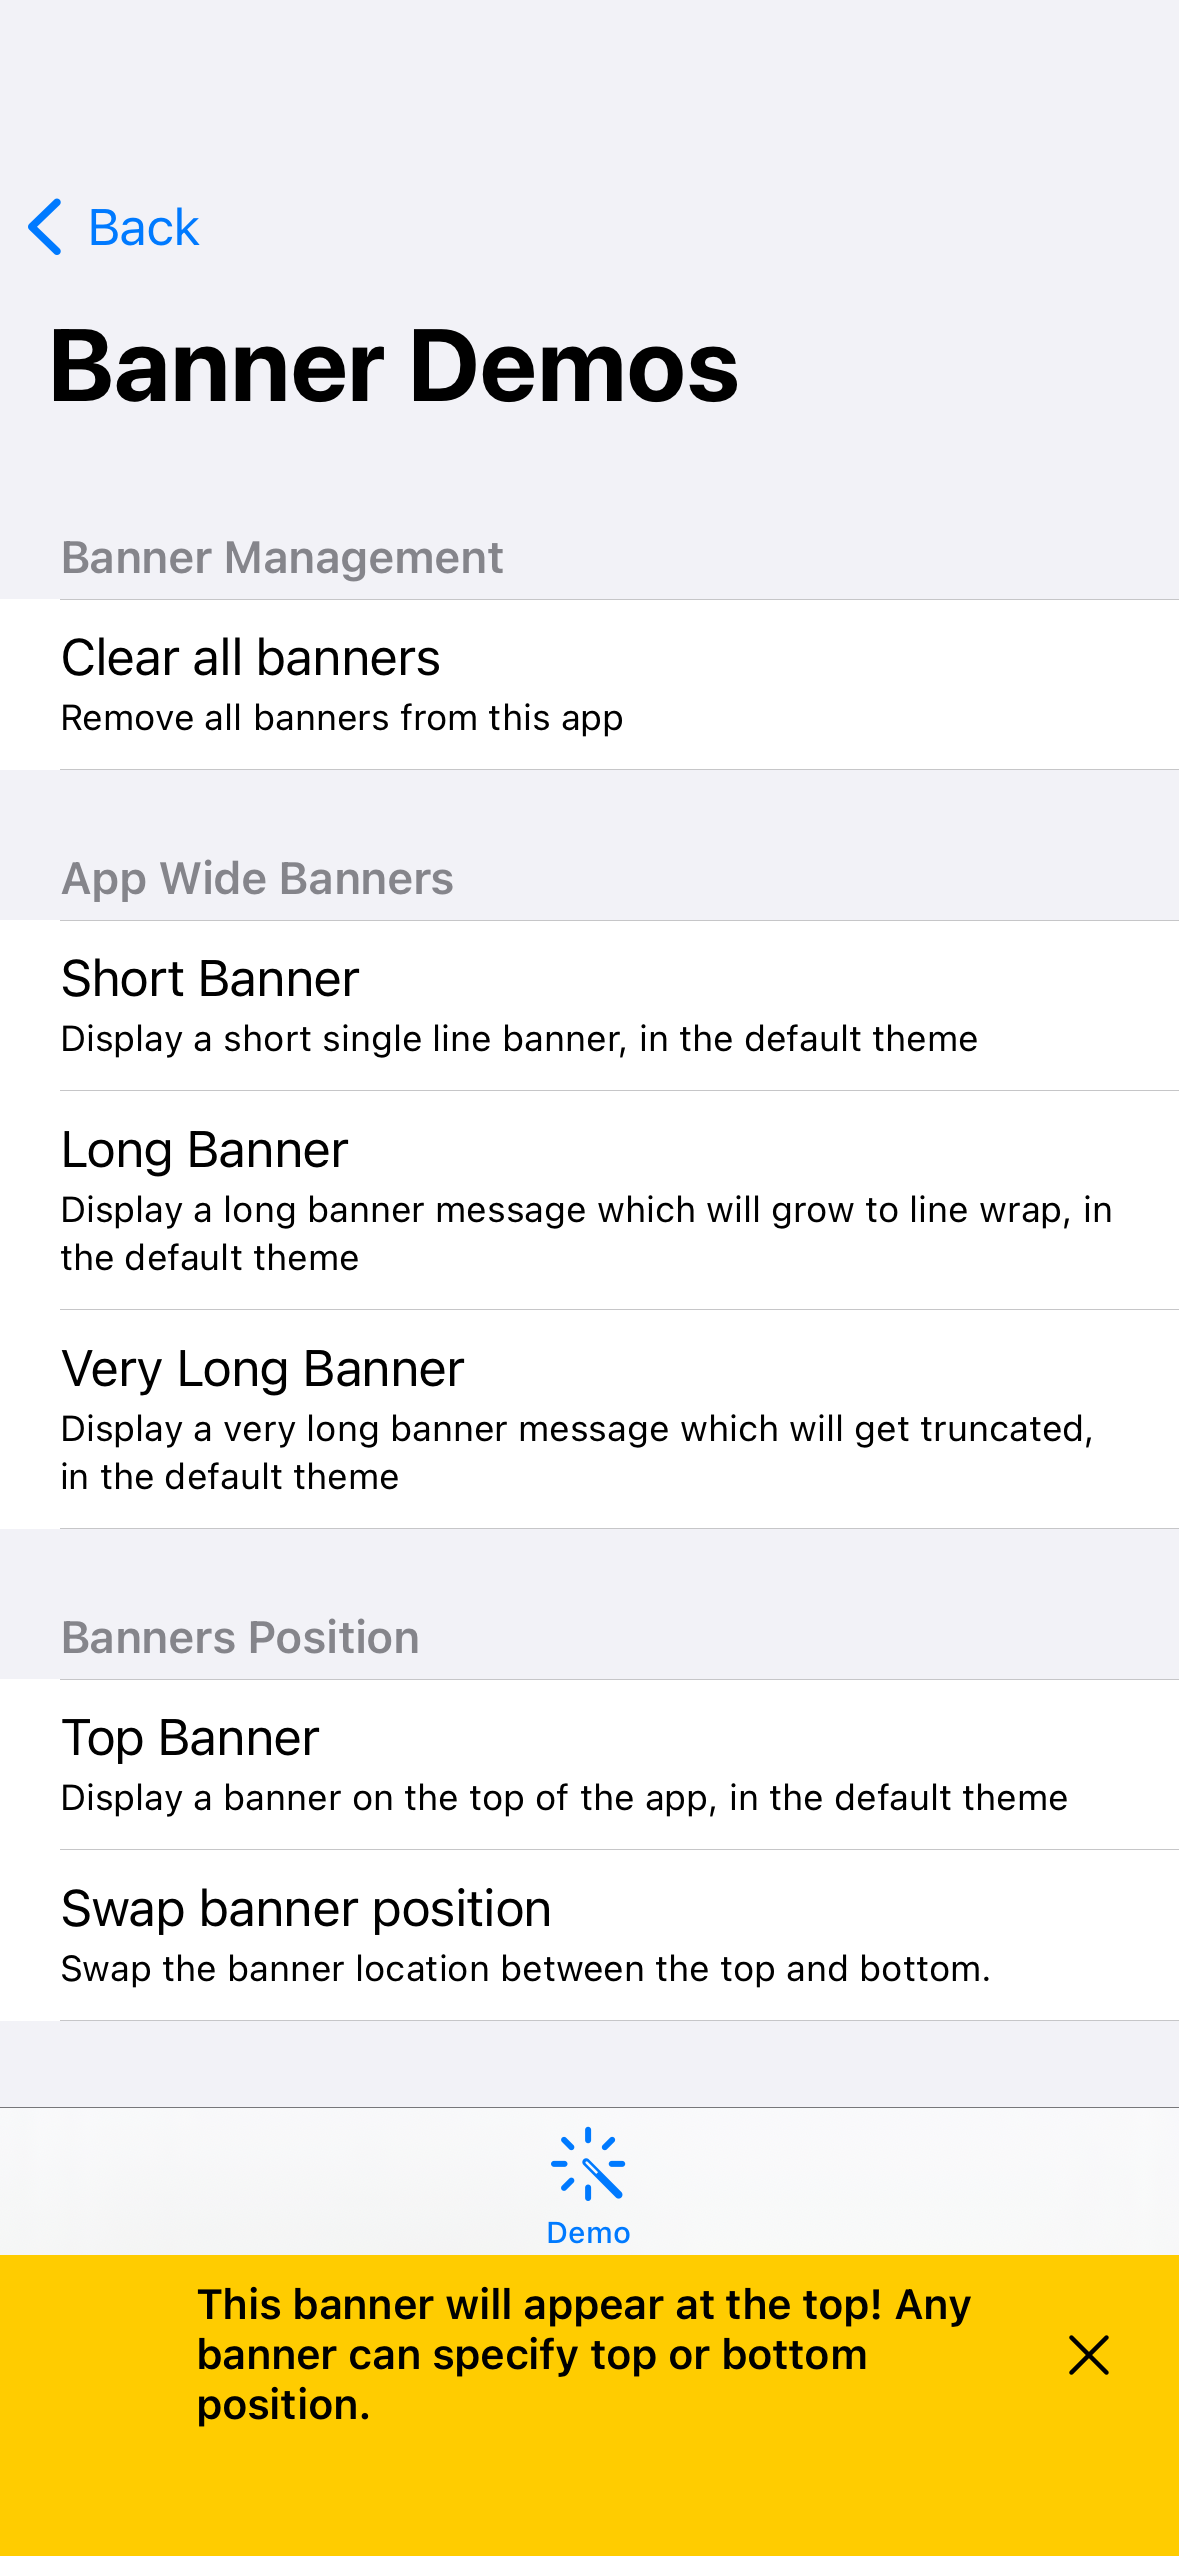 Back
Banner Demos
Banner Management
Clear all banners
Remove all banners from this app
App Wide Banners
Short Banner
Display a short single line banner, in the default theme
Long Banner
Display a long banner message which will grow to line wrap, in
the default theme
Very Long Banner
Display a very long banner message which will get truncated,
in the default theme
Banners Position
Top Banner
Display a banner on the top of the app, in the default theme
Swap banner position
Swap the banner location between the top and bottom.
Demo
This banner will appear at the top! Any
banner can specify top or bottom
position.